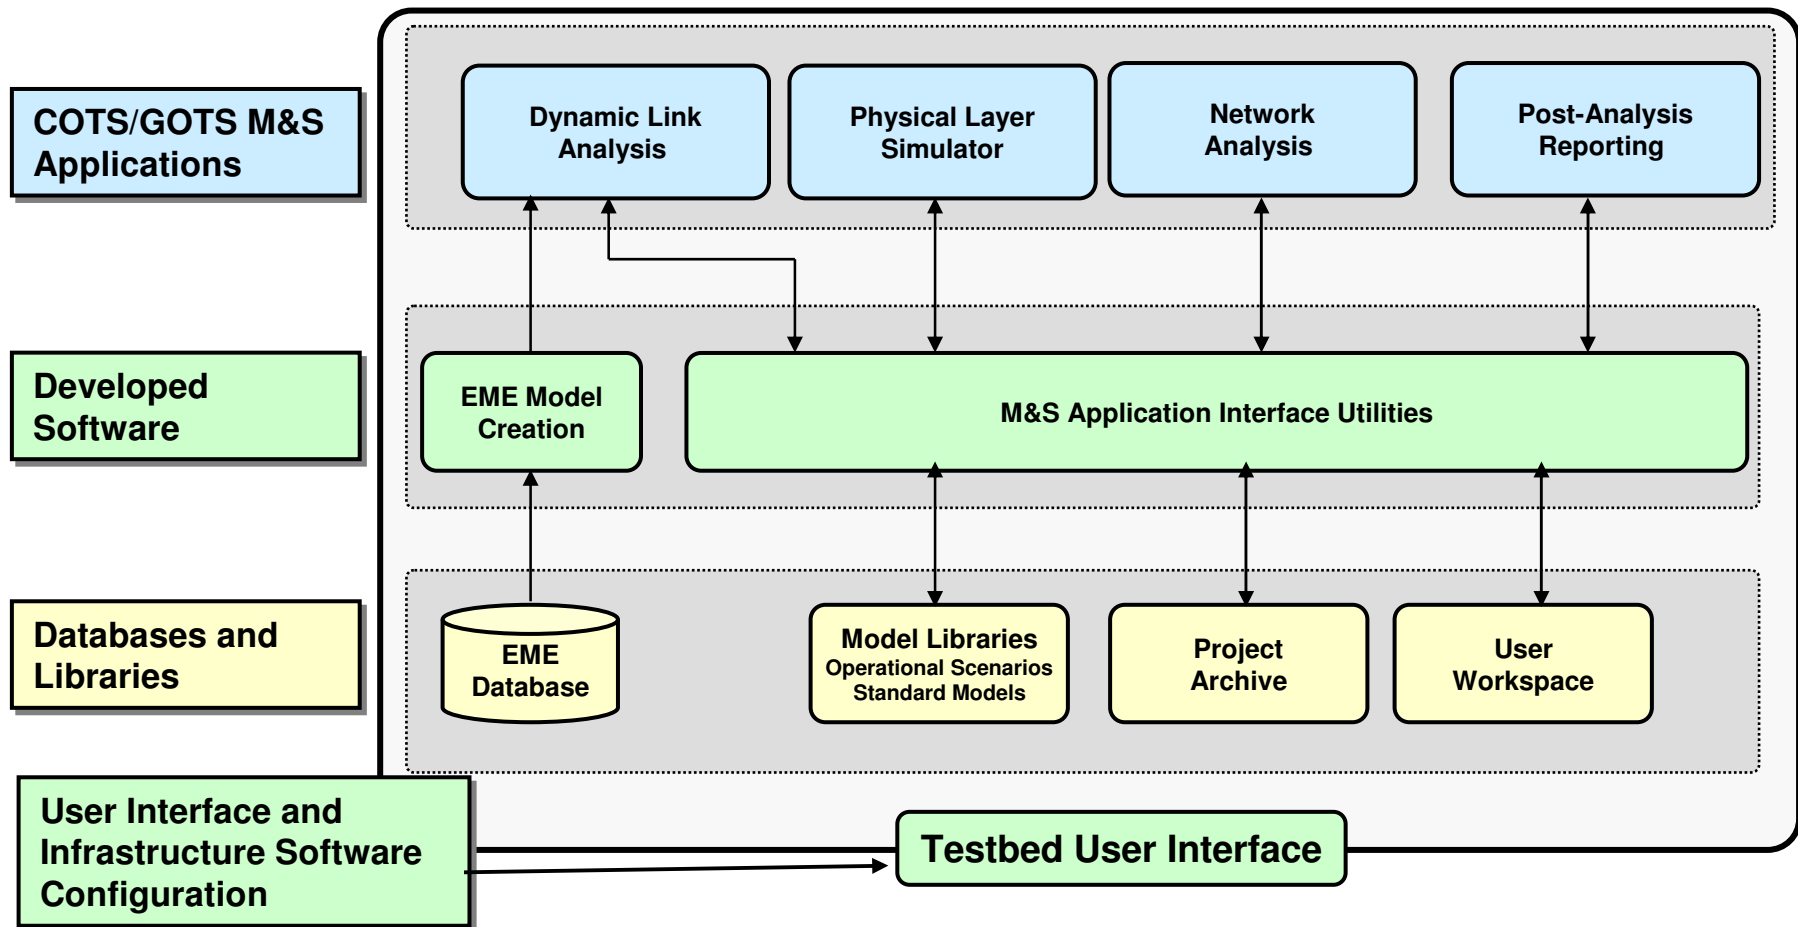 COTS/GOTS M&S
Applications
Dynamic Link
Analysis
Physical Layer
Simulator
Network
Analysis
Post-Analysis
Reporting
Developed
Software
EME Model
Creation
M&S Application Interface Utilities
Databases and
Libraries
EME
Database
Model Libraries
Operational Scenarios
Standard Models
Project
Archive
User
Workspace
User Interface and
Infrastructure Software
Configuration
Testbed User Interface